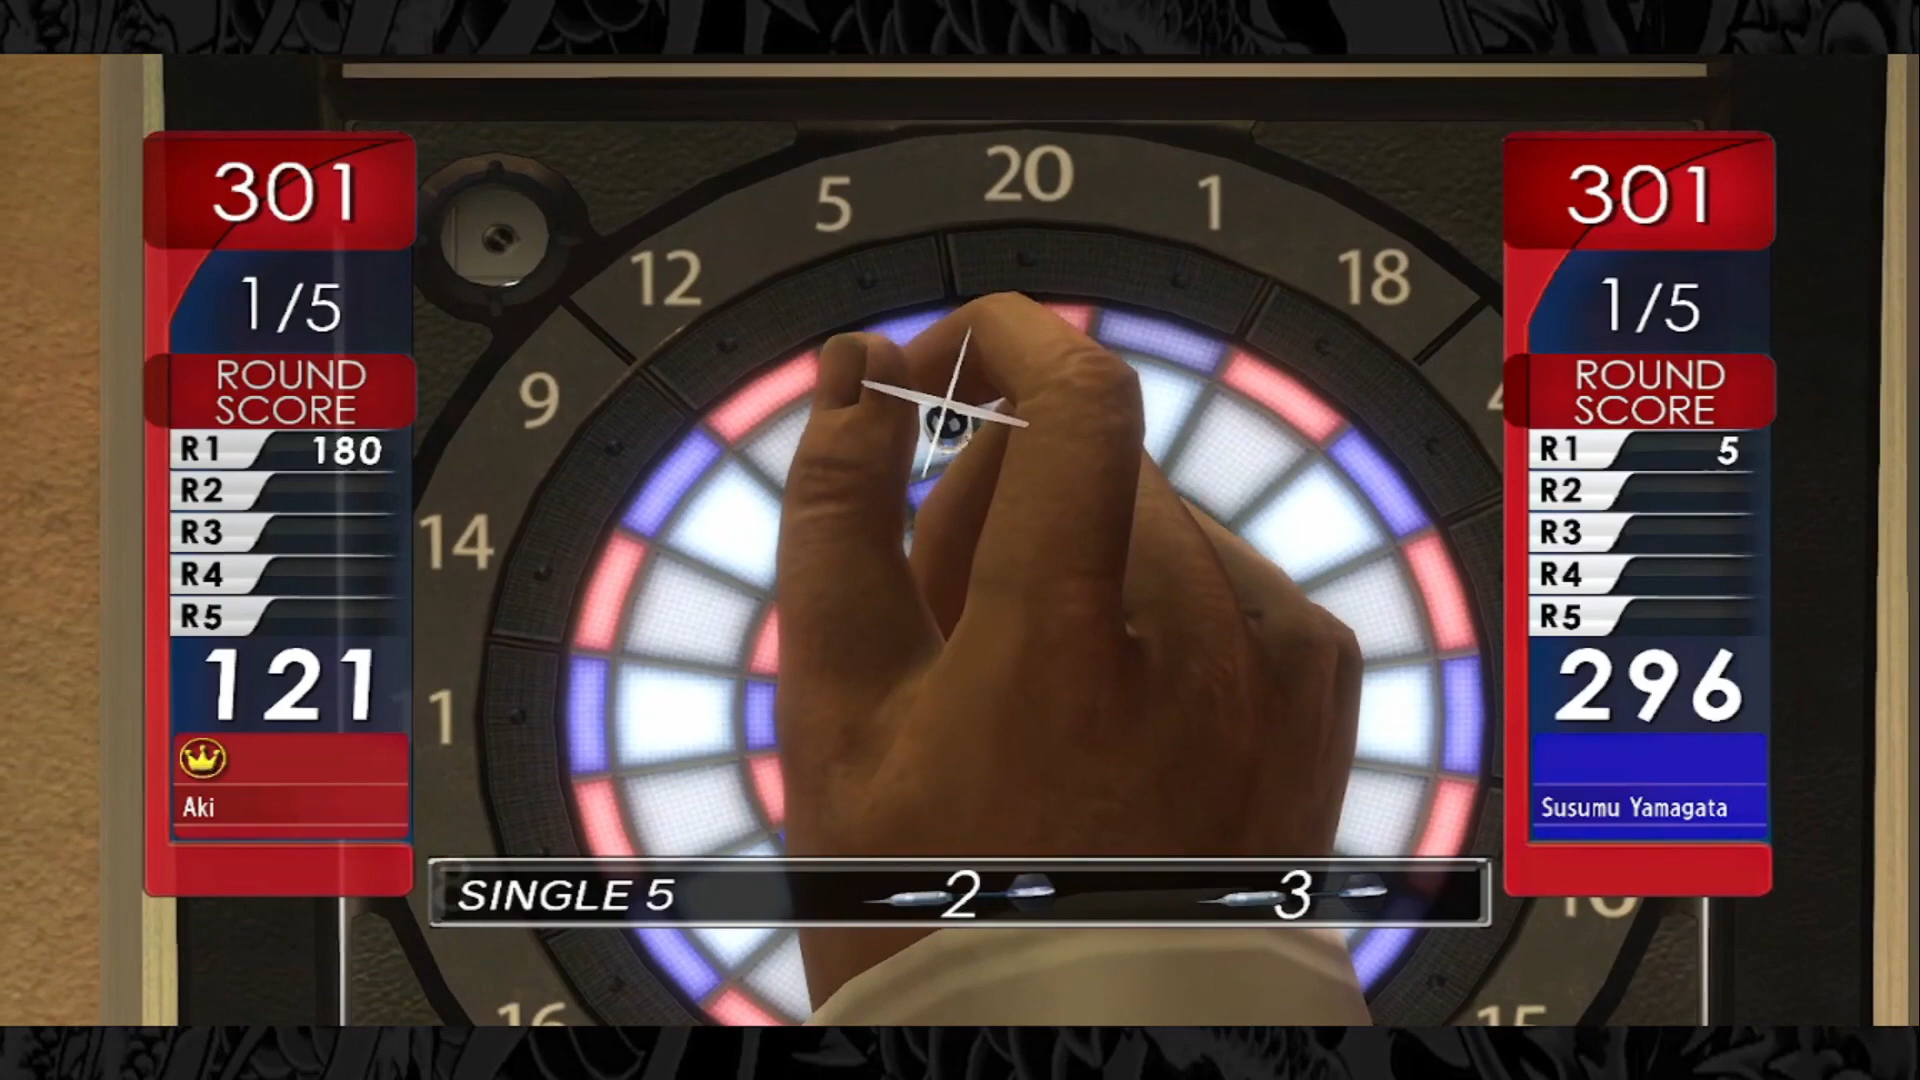 301
1/5
ROUND
SCORE
R1 180
R2
R3
R4
R5
121
Aki
301
1/5
ROUND
SCORE
R1 5
R2
R3
R4
R5
296
Susumu Yamagata
20
5
1
12
18
9
14
SINGLE 5
2
3
16
15